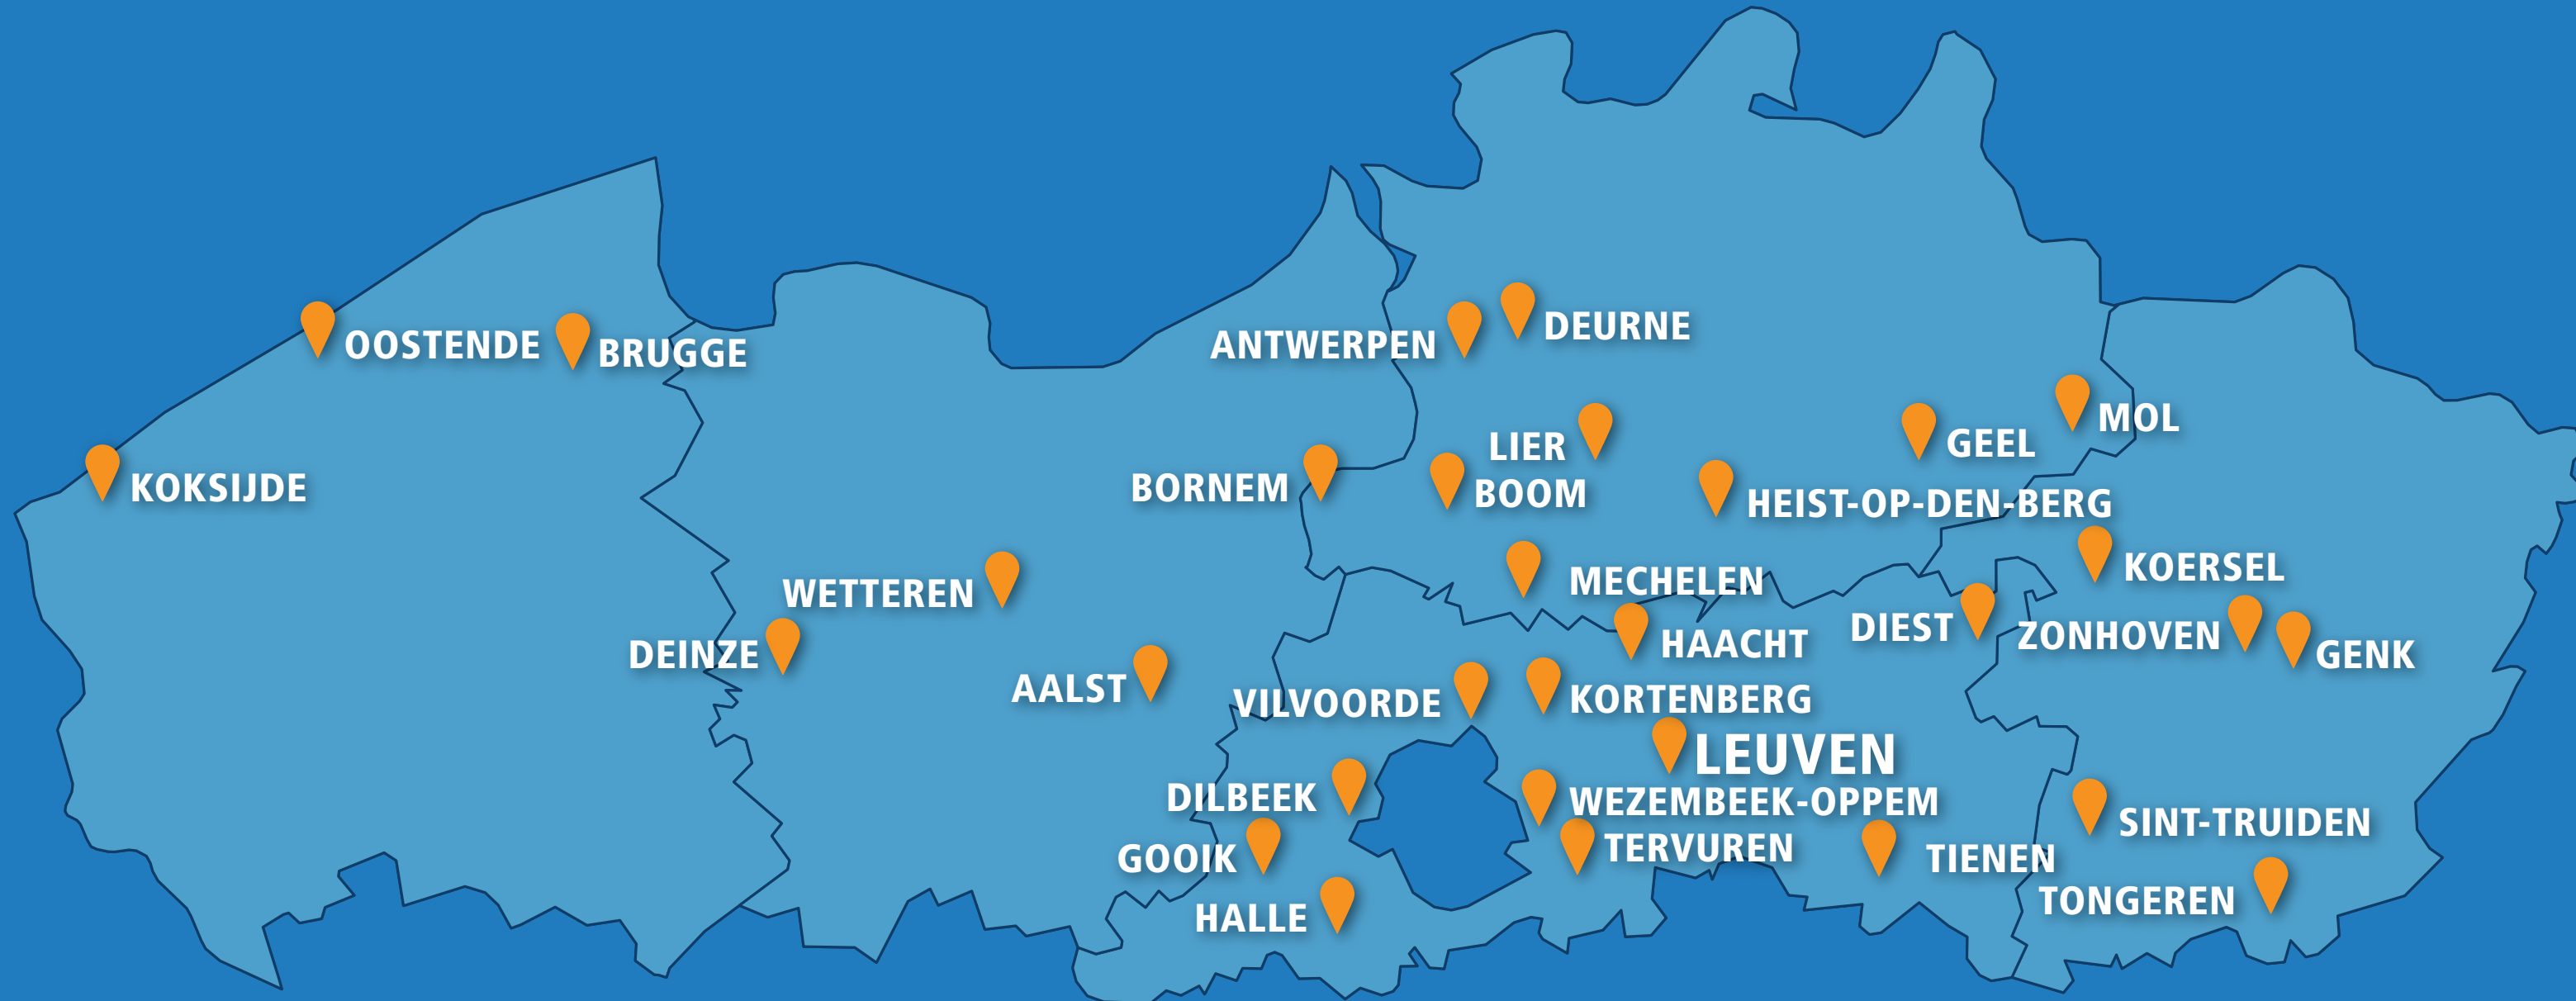 DEURNE
OOSTENDE
BRUGGE
ANTWERPEN
MOL
LIER
GEEL
KOKSIJDE
BORNEM
BOOM
HEIST-OP-DEN-BERG
KOERSEL
MECHELEN
WETTEREN
DIEST
ZONHOVEN
HAACHT
DEINZE
GENK
AALST
VILVOORDE
KORTENBERG
LEUVEN
DILBEEK
WEZEMBEEK-OPPEM
SINT-TRUIDEN
TERVUREN
GOOIK
TIENEN
TONGEREN
HALLE